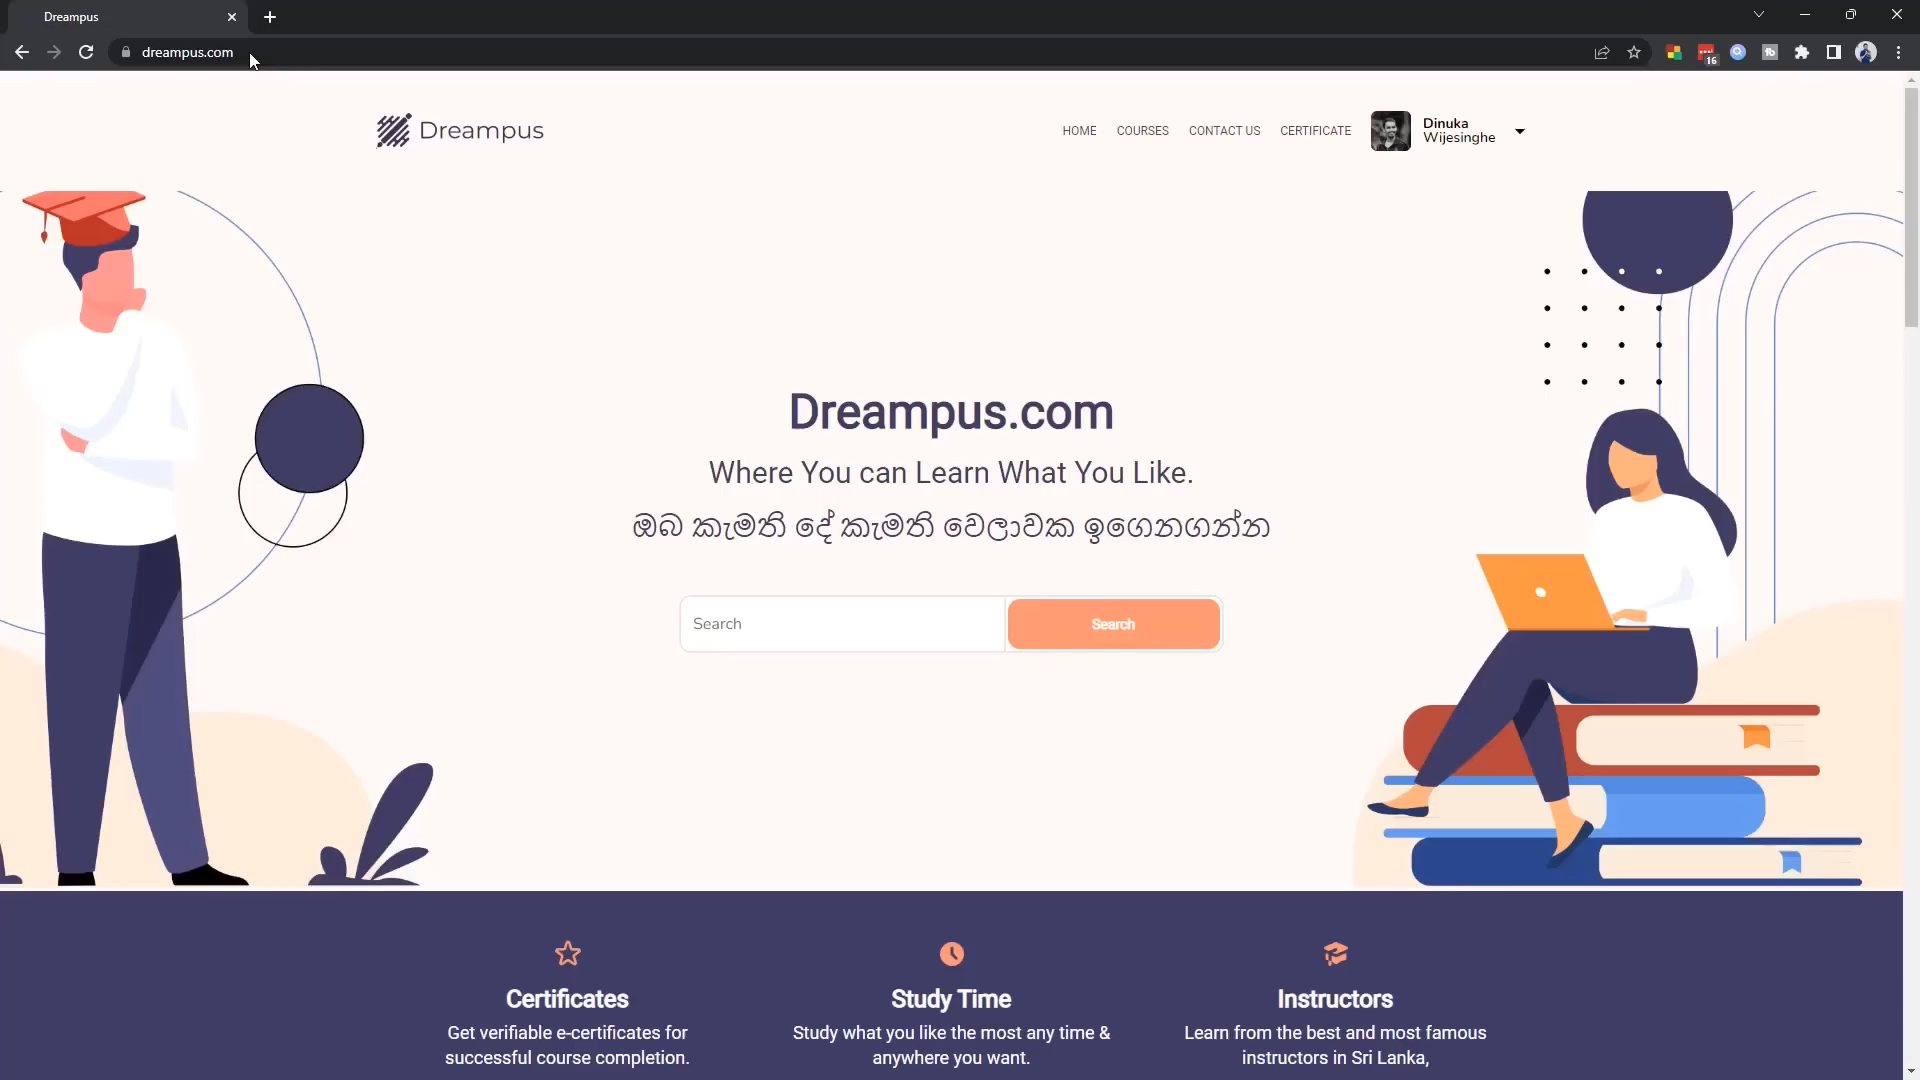 Dreampus
dreampus.com
16
Dreampus
HOME COURSES CONTACT US CERTIFICATE
Dinuka
Wijesinghe
Dreampus.com
Where You can Learn What You Like.
ඔබ කැමති දේ කැමති වෙලාවක ඉගෙනගන්න
Search
Search
Certificates
Get verifiable e-certificates for
successful course completion.
Study Time
Study what you like the most any time &
anywhere you want.
Instructors
Learn from the best and most famous
instructors in Sri Lanka,